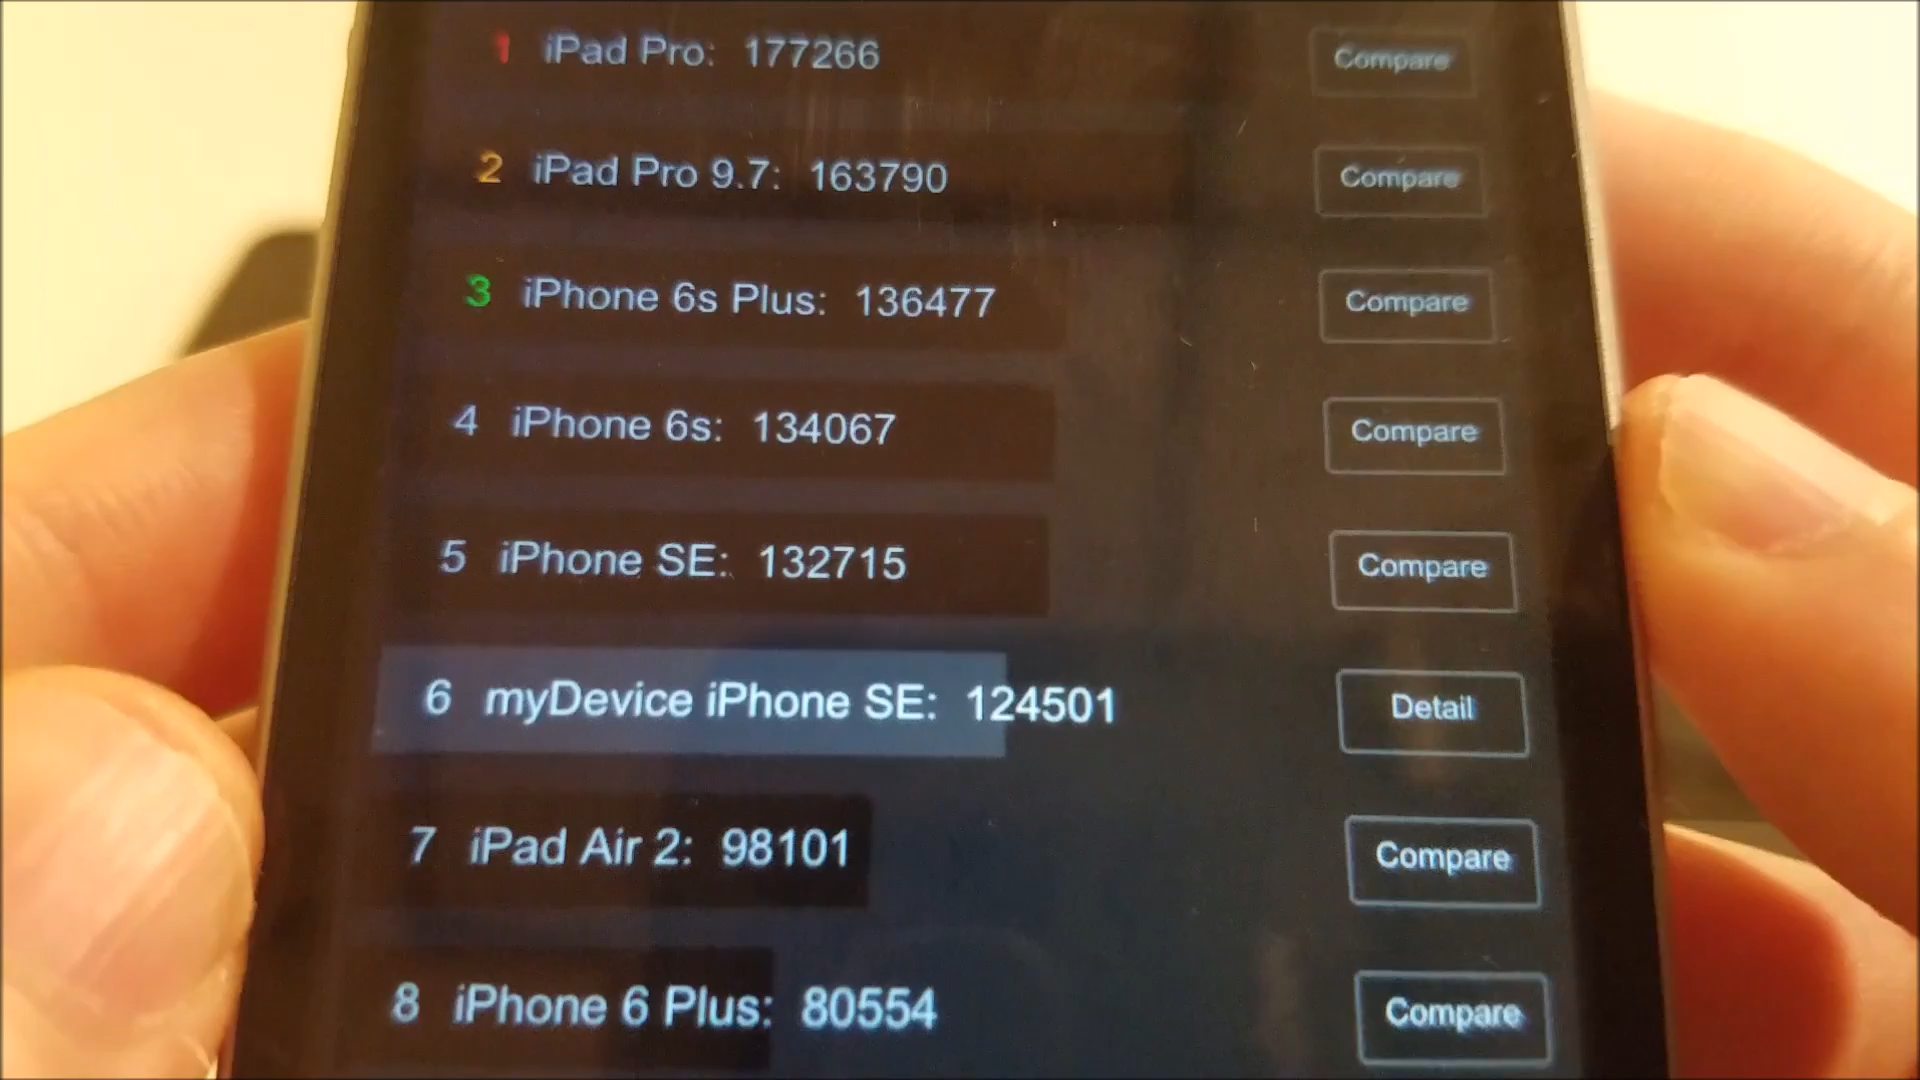 1 iPad Pro: 177266 Compare
2 iPad Pro 9.7: 163790 Compare
3 iPhone 6s Plus: 136477 Compare
4 iPhone 6s: 134067 Compare
5 iPhone SE: 132715 Compare
6 myDevice iPhone SE: 124501 Detail
7 iPad Air 2: 98101 Compare
8 iPhone 6 Plus: 80554 Compare